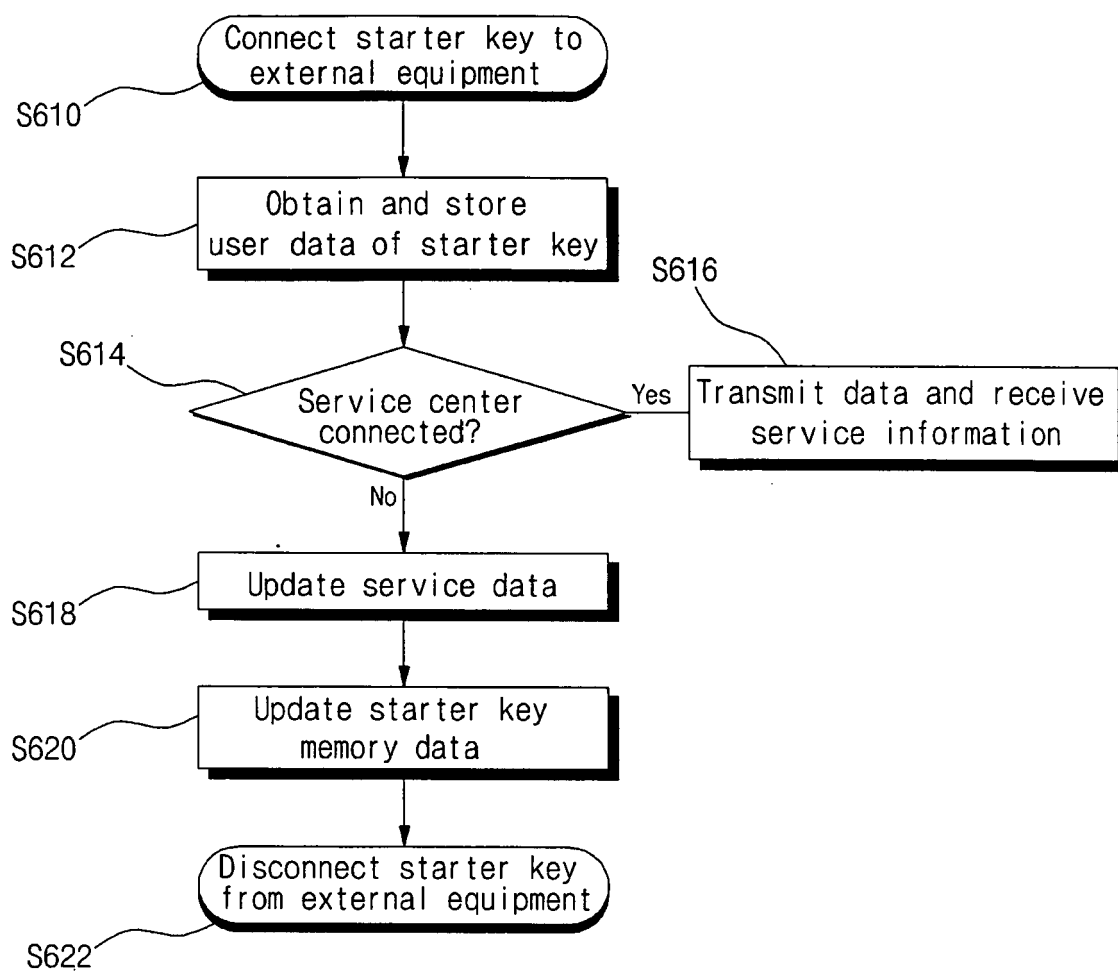 Connect starter key to
external equipment
S610
Obtain and store
user data of starter key
S612
S616
S614
Service center
connected?
Yes
Transmit data and receive
service information
No
Update service data
S618
Update starter key
memory data
S620
Disconnect starter key
from external equipment
S622